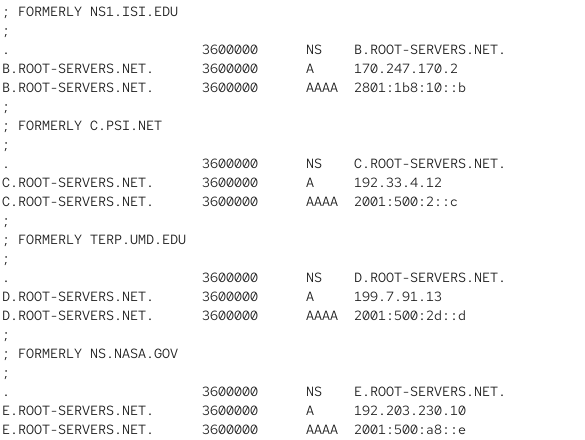 ; FORMERLY NS1.ISI.EDU
;
.                        3600000      NS    B.ROOT-SERVERS.NET.
B.ROOT-SERVERS.NET.      3600000      A     170.247.170.2
B.ROOT-SERVERS.NET.      3600000      AAAA  2801:1b8:10::b
;
; FORMERLY C.PSI.NET
;
.                        3600000      NS    C.ROOT-SERVERS.NET.
C.ROOT-SERVERS.NET.      3600000      A     192.33.4.12
C.ROOT-SERVERS.NET.      3600000      AAAA  2001:500:2::c
;
; FORMERLY TERP.UMD.EDU
;
.                        3600000      NS    D.ROOT-SERVERS.NET.
D.ROOT-SERVERS.NET.      3600000      A     199.7.91.13
D.ROOT-SERVERS.NET.      3600000      AAAA  2001:500:2d::d
;
; FORMERLY NS.NASA.GOV
;
.                        3600000      NS    E.ROOT-SERVERS.NET.
E.ROOT-SERVERS.NET.      3600000      A     192.203.230.10
E.ROOT-SERVERS.NET.      3600000      AAAA  2001:500:a8::e